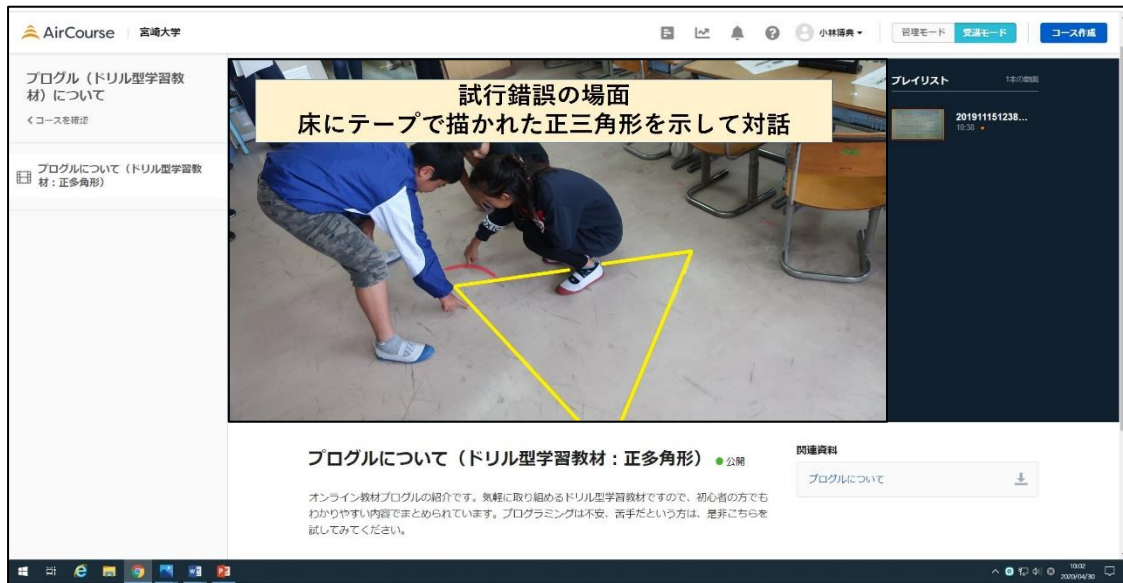 AirCourse 宮崎大学
小林博典
管理モード 受講モード
コース作成
プログル(ドリル型学習教
材)について
コースを確認
プログルについて(ドリル型学習教
材:正多角形)
試行錯誤の場面
床にテープで描かれた正三角形を示して対話
プレイリスト 1本の動画
201911151238...
10:30
プログルについて(ドリル型学習教材:正多角形) 公開
オンライン教材プログルの紹介です。気軽に取り組めるドリル型学習教材ですので、初心者の方でも
わかりやすい内容でまとめられています。プログラミングは不安、苦手だという方は、是非こちらを
試してみてください。
関連資料
プログルについて
10:02
2020/04/30